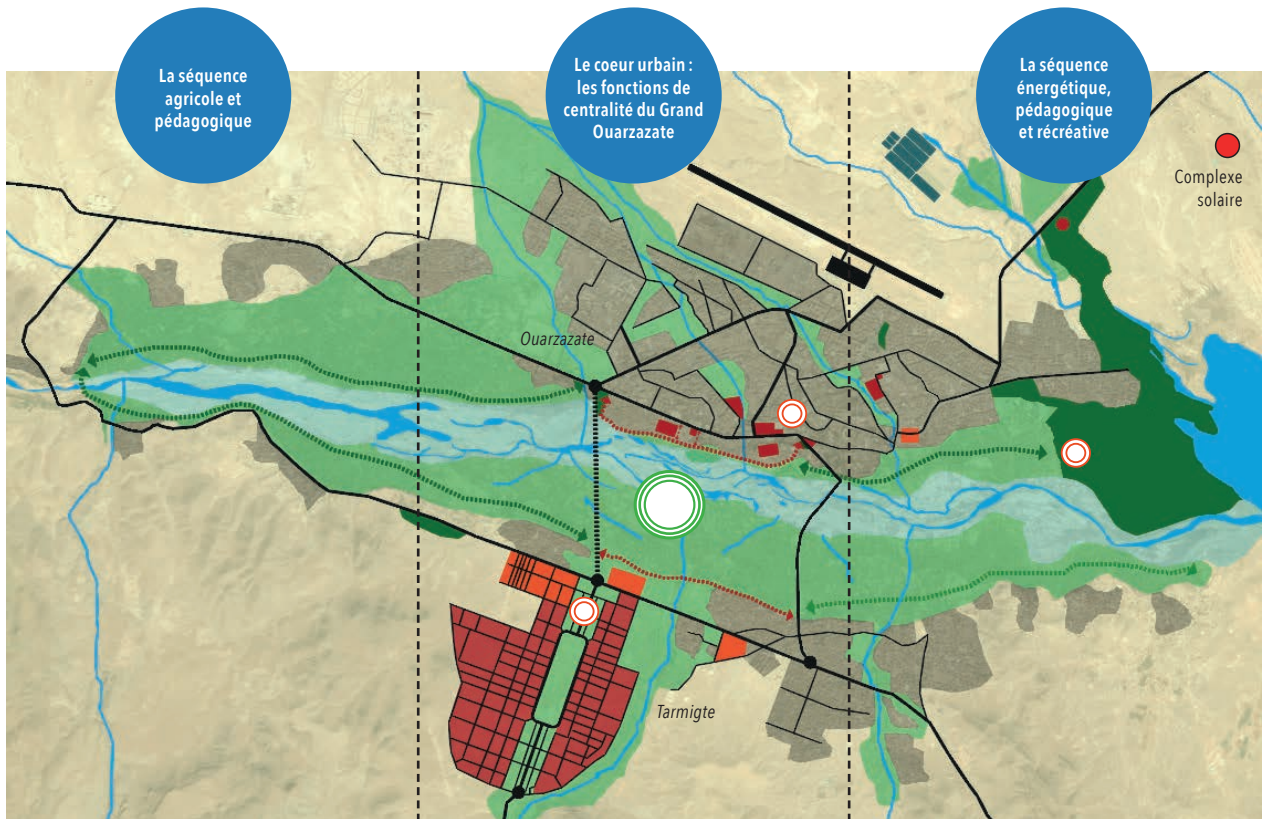 La séquence
agricole et
pédagogique
Le coeur urbain :
les fonctions de
centralité du Grand
Ouarzazate
La séquence
énergétique,
pédagogique
et récréative
Complexe
solaire
Ouarzazate
Tarmigte